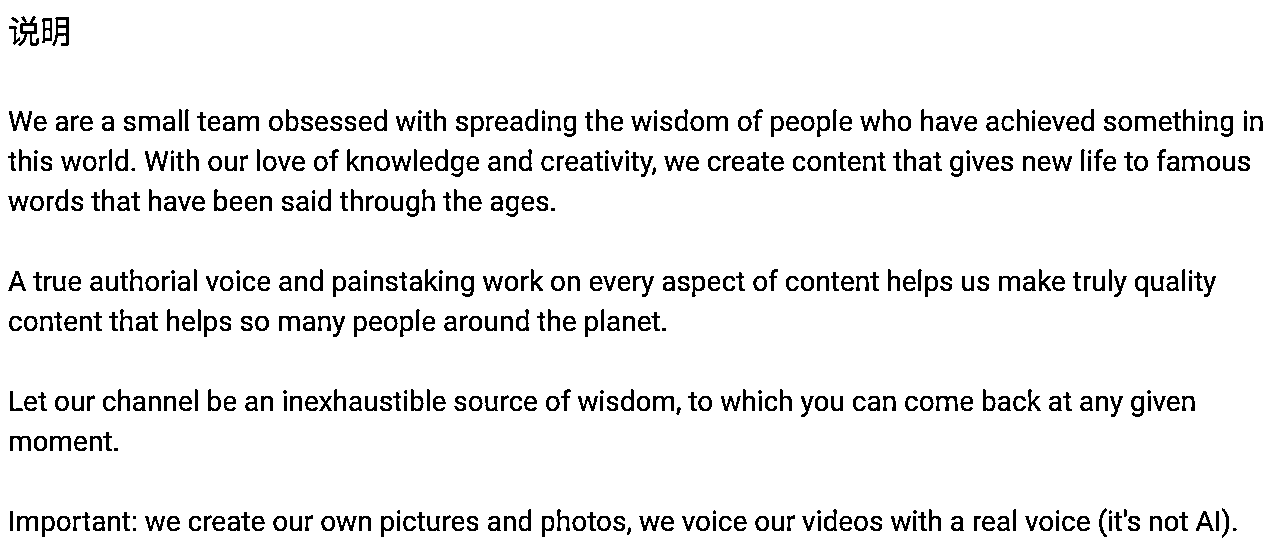 说明
We are a small team obsessed with spreading the wisdom of people who have achieved something in
this world. With our love of knowledge and creativity, we create content that gives new life to famous
words that have been said through the ages.
A true authorial voice and painstaking work on every aspect of content helps us make truly quality
content that helps so many people around the planet.
Let our channel be an inexhaustible source of wisdom, to which you can come back at any given
moment.
Important: we create our own pictures and photos, we voice our videos with a real voice (it's not AI).